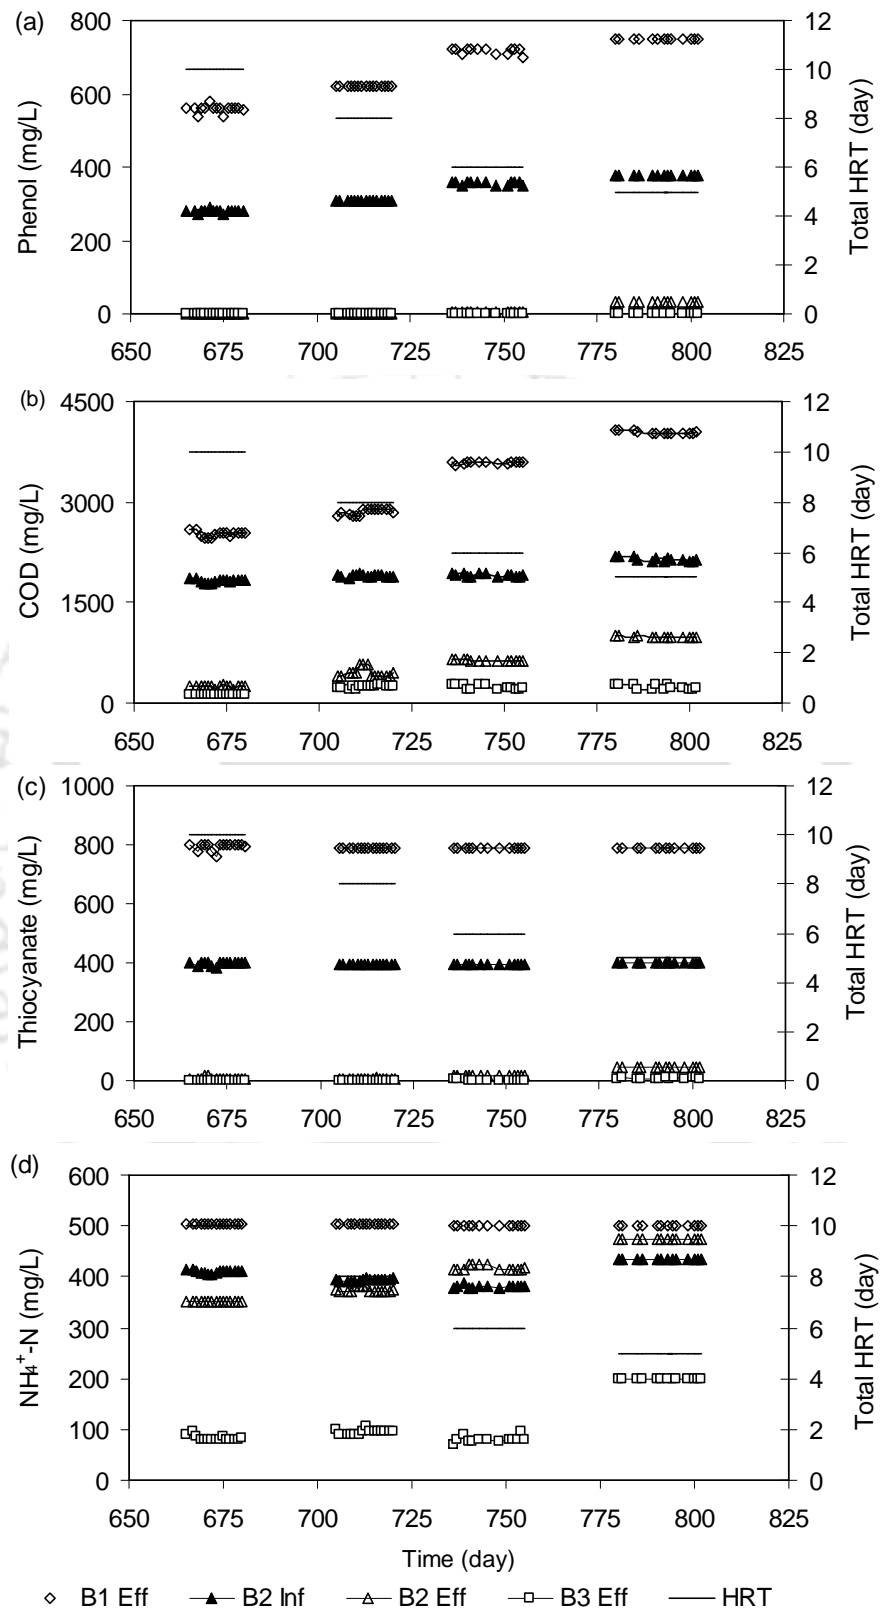 (a)
800
600
400
200
0
Phenol (mg/L)
12
10
8
6
4
2
0
Total HRT (day)
650 675 700 725 750 775 800 825
(b)
4500
3000
1500
0
COD (mg/L)
12
10
8
6
4
2
0
Total HRT (day)
650 675 700 725 750 775 800 825
(c)
1000
800
600
400
200
0
Thiocyanate (mg/L)
12
10
8
6
4
2
0
Total HRT (day)
650 675 700 725 750 775 800 825
(d)
600
500
400
300
200
100
0
NH₄⁺-N (mg/L)
12
10
8
6
4
2
0
Total HRT (day)
650 675 700 725 750 775 800 825
Time (day)
B1 Eff B2 Inf B2 Eff B3 Eff HRT